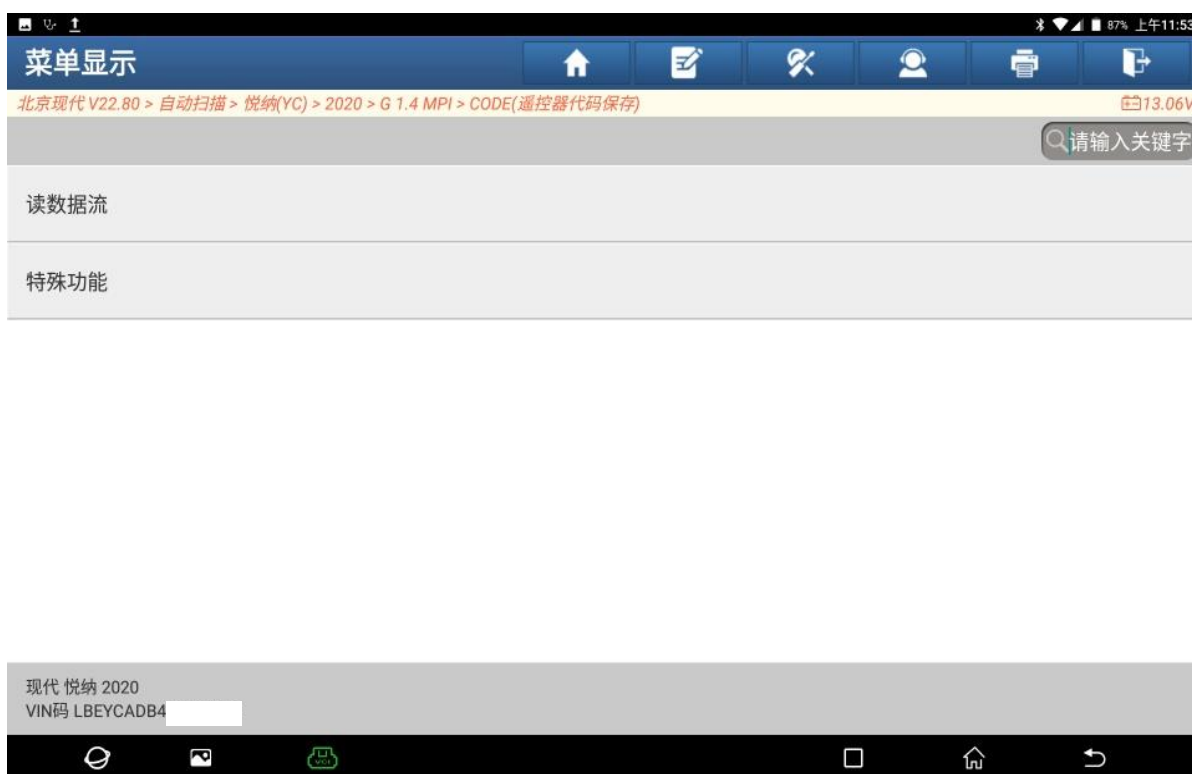 87% 上午11:53
菜单显示
北京现代 V22.80 > 自动扫描 > 悦纳(YC) > 2020 > G 1.4 MPI > CODE(遥控器代码保存)
13.06V
请输入关键字
读数据流
特殊功能
现代 悦纳 2020
VIN码 LBEYCADB4
VCI